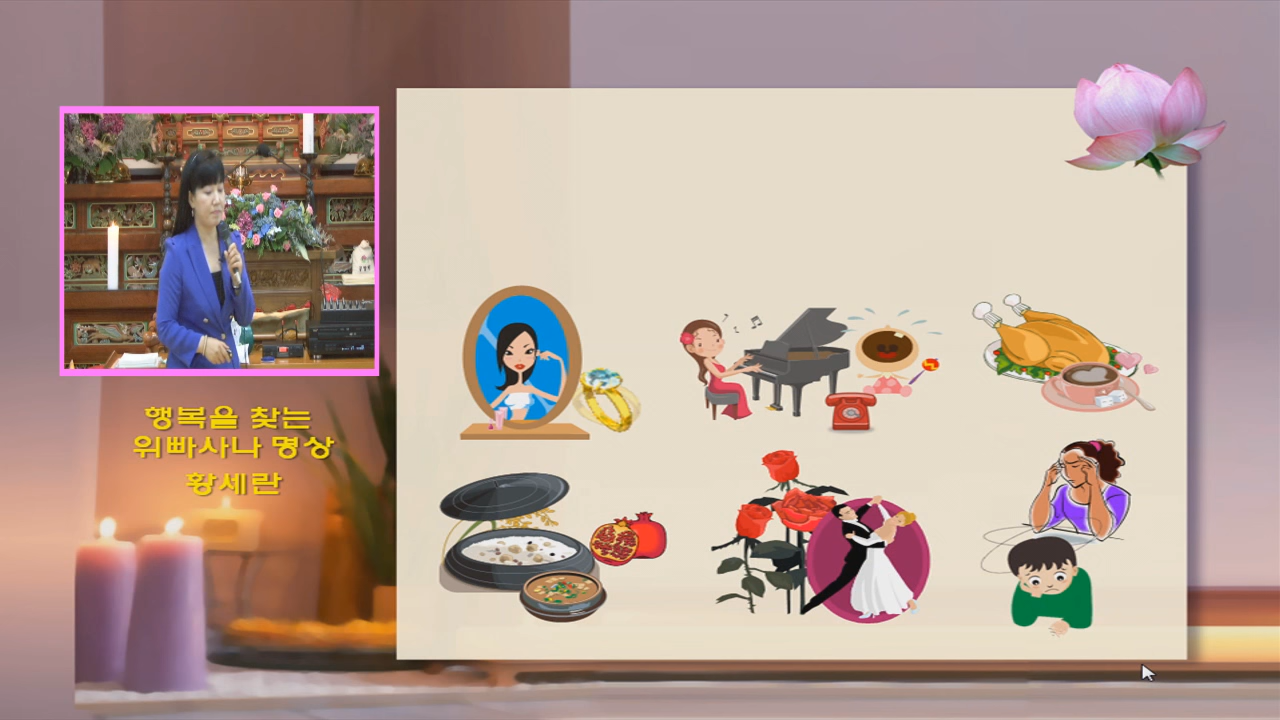 행복을 찾는
위빠사나 명상
황세란